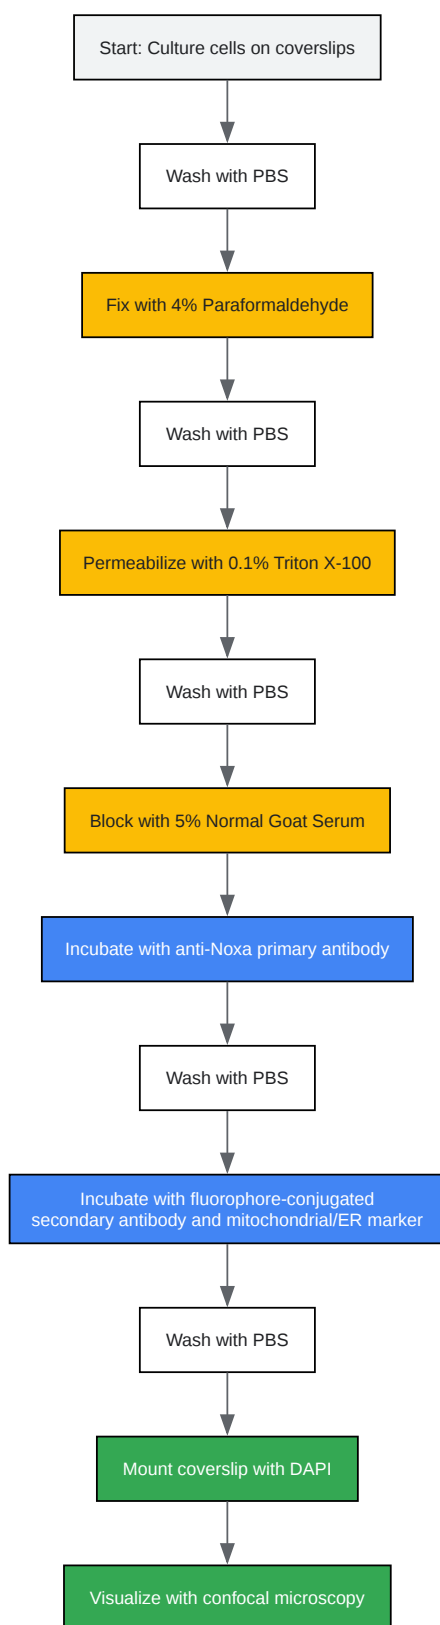 Start: Culture cells on coverslips
Wash with PBS
Fix with 4% Paraformaldehyde
Wash with PBS
Permeabilize with 0.1% Triton X-100
Wash with PBS
Block with 5% Normal Goat Serum
Incubate with anti-Noxa primary antibody
Wash with PBS
Incubate with fluorophore-conjugated
secondary antibody and mitochondrial/ER marker
Wash with PBS
Mount coverslip with DAPI
Visualize with confocal microscopy